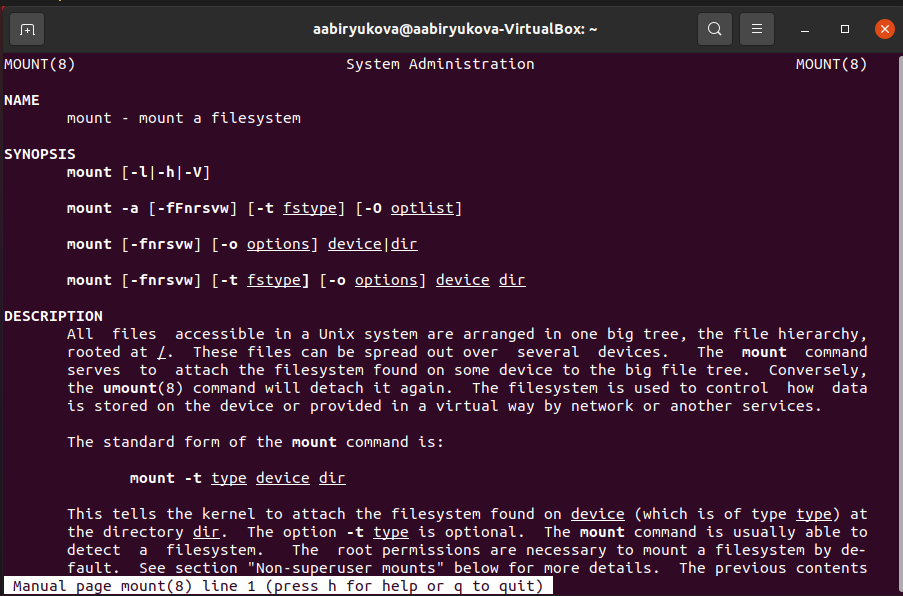 aabiryukova@aabiryukova-VirtualBox: ~
MOUNT(8) System Administration MOUNT(8)
NAME
mount - mount a filesystem
SYNOPSIS
mount [-l|-h|-V]
mount -a [-fFnrsvw] [-t fstype] [-O optlist]
mount [-fnrsvw] [-o options] device|dir
mount [-fnrsvw] [-t fstype] [-o options] device dir
DESCRIPTION
All files accessible in a Unix system are arranged in one big tree, the file hierarchy,
rooted at /. These files can be spread out over several devices. The mount command
serves to attach the filesystem found on some device to the big file tree. Conversely,
the umount(8) command will detach it again. The filesystem is used to control how data
is stored on the device or provided in a virtual way by network or another services.
The standard form of the mount command is:
mount -t type device dir
This tells the kernel to attach the filesystem found on device (which is of type type) at
the directory dir. The option -t type is optional. The mount command is usually able to
detect a filesystem. The root permissions are necessary to mount a filesystem by de-
fault. See section "Non-superuser mounts" below for more details. The previous contents
Manual page mount(8) line 1 (press h for help or q to quit)